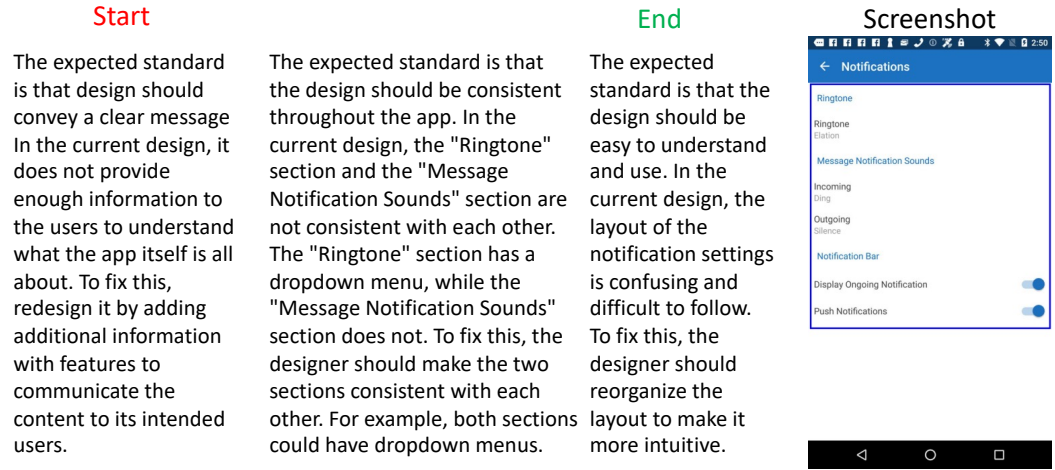 Start
The expected standard
is that design should
convey a clear message
In the current design, it
does not provide
enough information to
the users to understand
what the app itself is all
about. To fix this,
redesign it by adding
additional information
with features to
communicate the
content to its intended
users.
The expected standard is that
the design should be consistent
throughout the app. In the
current design, the "Ringtone"
section and the "Message
Notification Sounds" section are
not consistent with each other.
The "Ringtone" section has a
dropdown menu, while the
"Message Notification Sounds"
section does not. To fix this, the
designer should make the two
sections consistent with each
other. For example, both sections
could have dropdown menus.
End
The expected
standard is that the
design should be
easy to understand
and use. In the
current design, the
layout of the
notification settings
is confusing and
difficult to follow.
To fix this, the
designer should
reorganize the
layout to make it
more intuitive.
Screenshot
2:50
Notifications
Ringtone
Ringtone
Elation
Message Notification Sounds
Incoming
Ding
Outgoing
Silence
Notification Bar
Display Ongoing Notification
Push Notifications